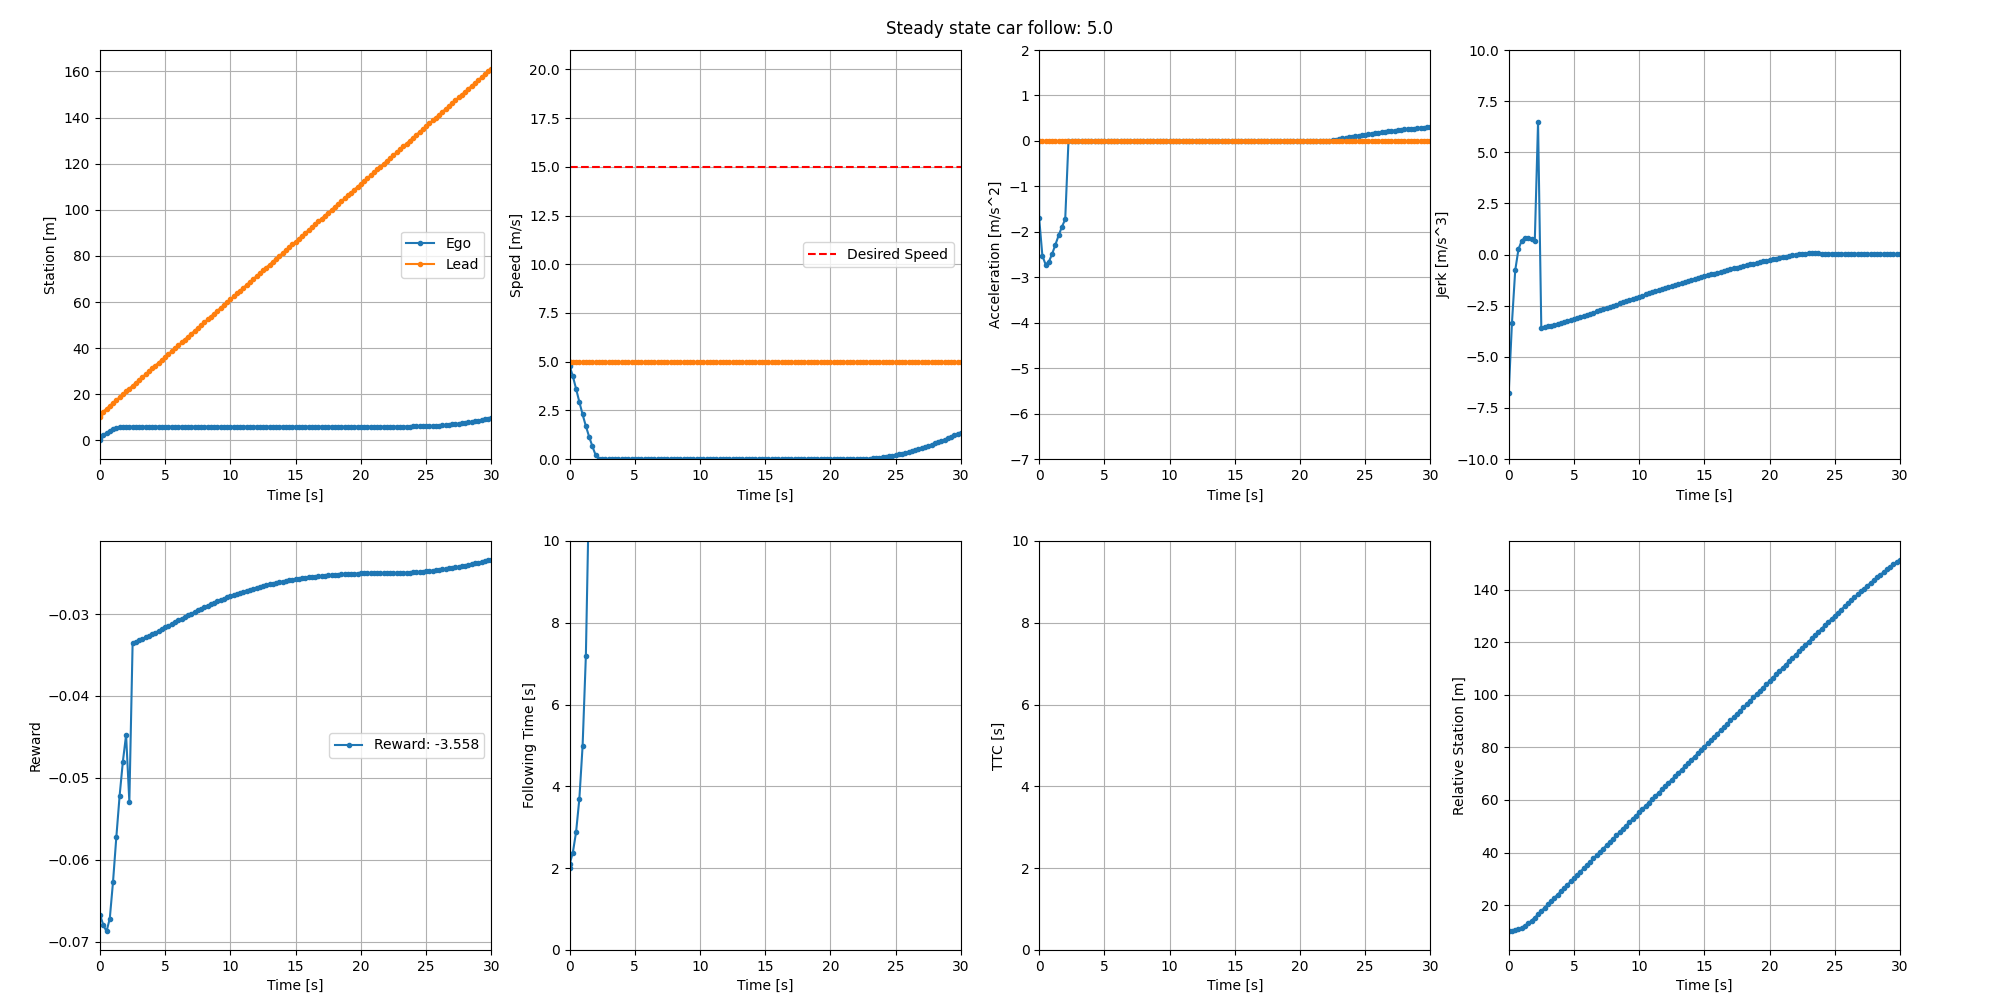 Steady state car follow: 5.0
Station [m]
160
140
120
100
80
60
40
20
0
Ego
Lead
0 5 10 15 20 25 30
Time [s]
Speed [m/s]
20.0
17.5
15.0
12.5
10.0
7.5
5.0
2.5
0.0
Desired Speed
0 5 10 15 20 25 30
Time [s]
Acceleration [m/s^2]
2
1
0
−1
−2
−3
−4
−5
−6
−7
0 5 10 15 20 25 30
Time [s]
Jerk [m/s^3]
10.0
7.5
5.0
2.5
0.0
−2.5
−5.0
−7.5
−10.0
0 5 10 15 20 25 30
Time [s]
Reward
−0.03
−0.04
−0.05
−0.06
−0.07
Reward: -3.558
0 5 10 15 20 25 30
Time [s]
Following Time [s]
10
8
6
4
2
0
0 5 10 15 20 25 30
Time [s]
TTC [s]
10
8
6
4
2
0
0 5 10 15 20 25 30
Time [s]
Relative Station [m]
140
120
100
80
60
40
20
0 5 10 15 20 25 30
Time [s]